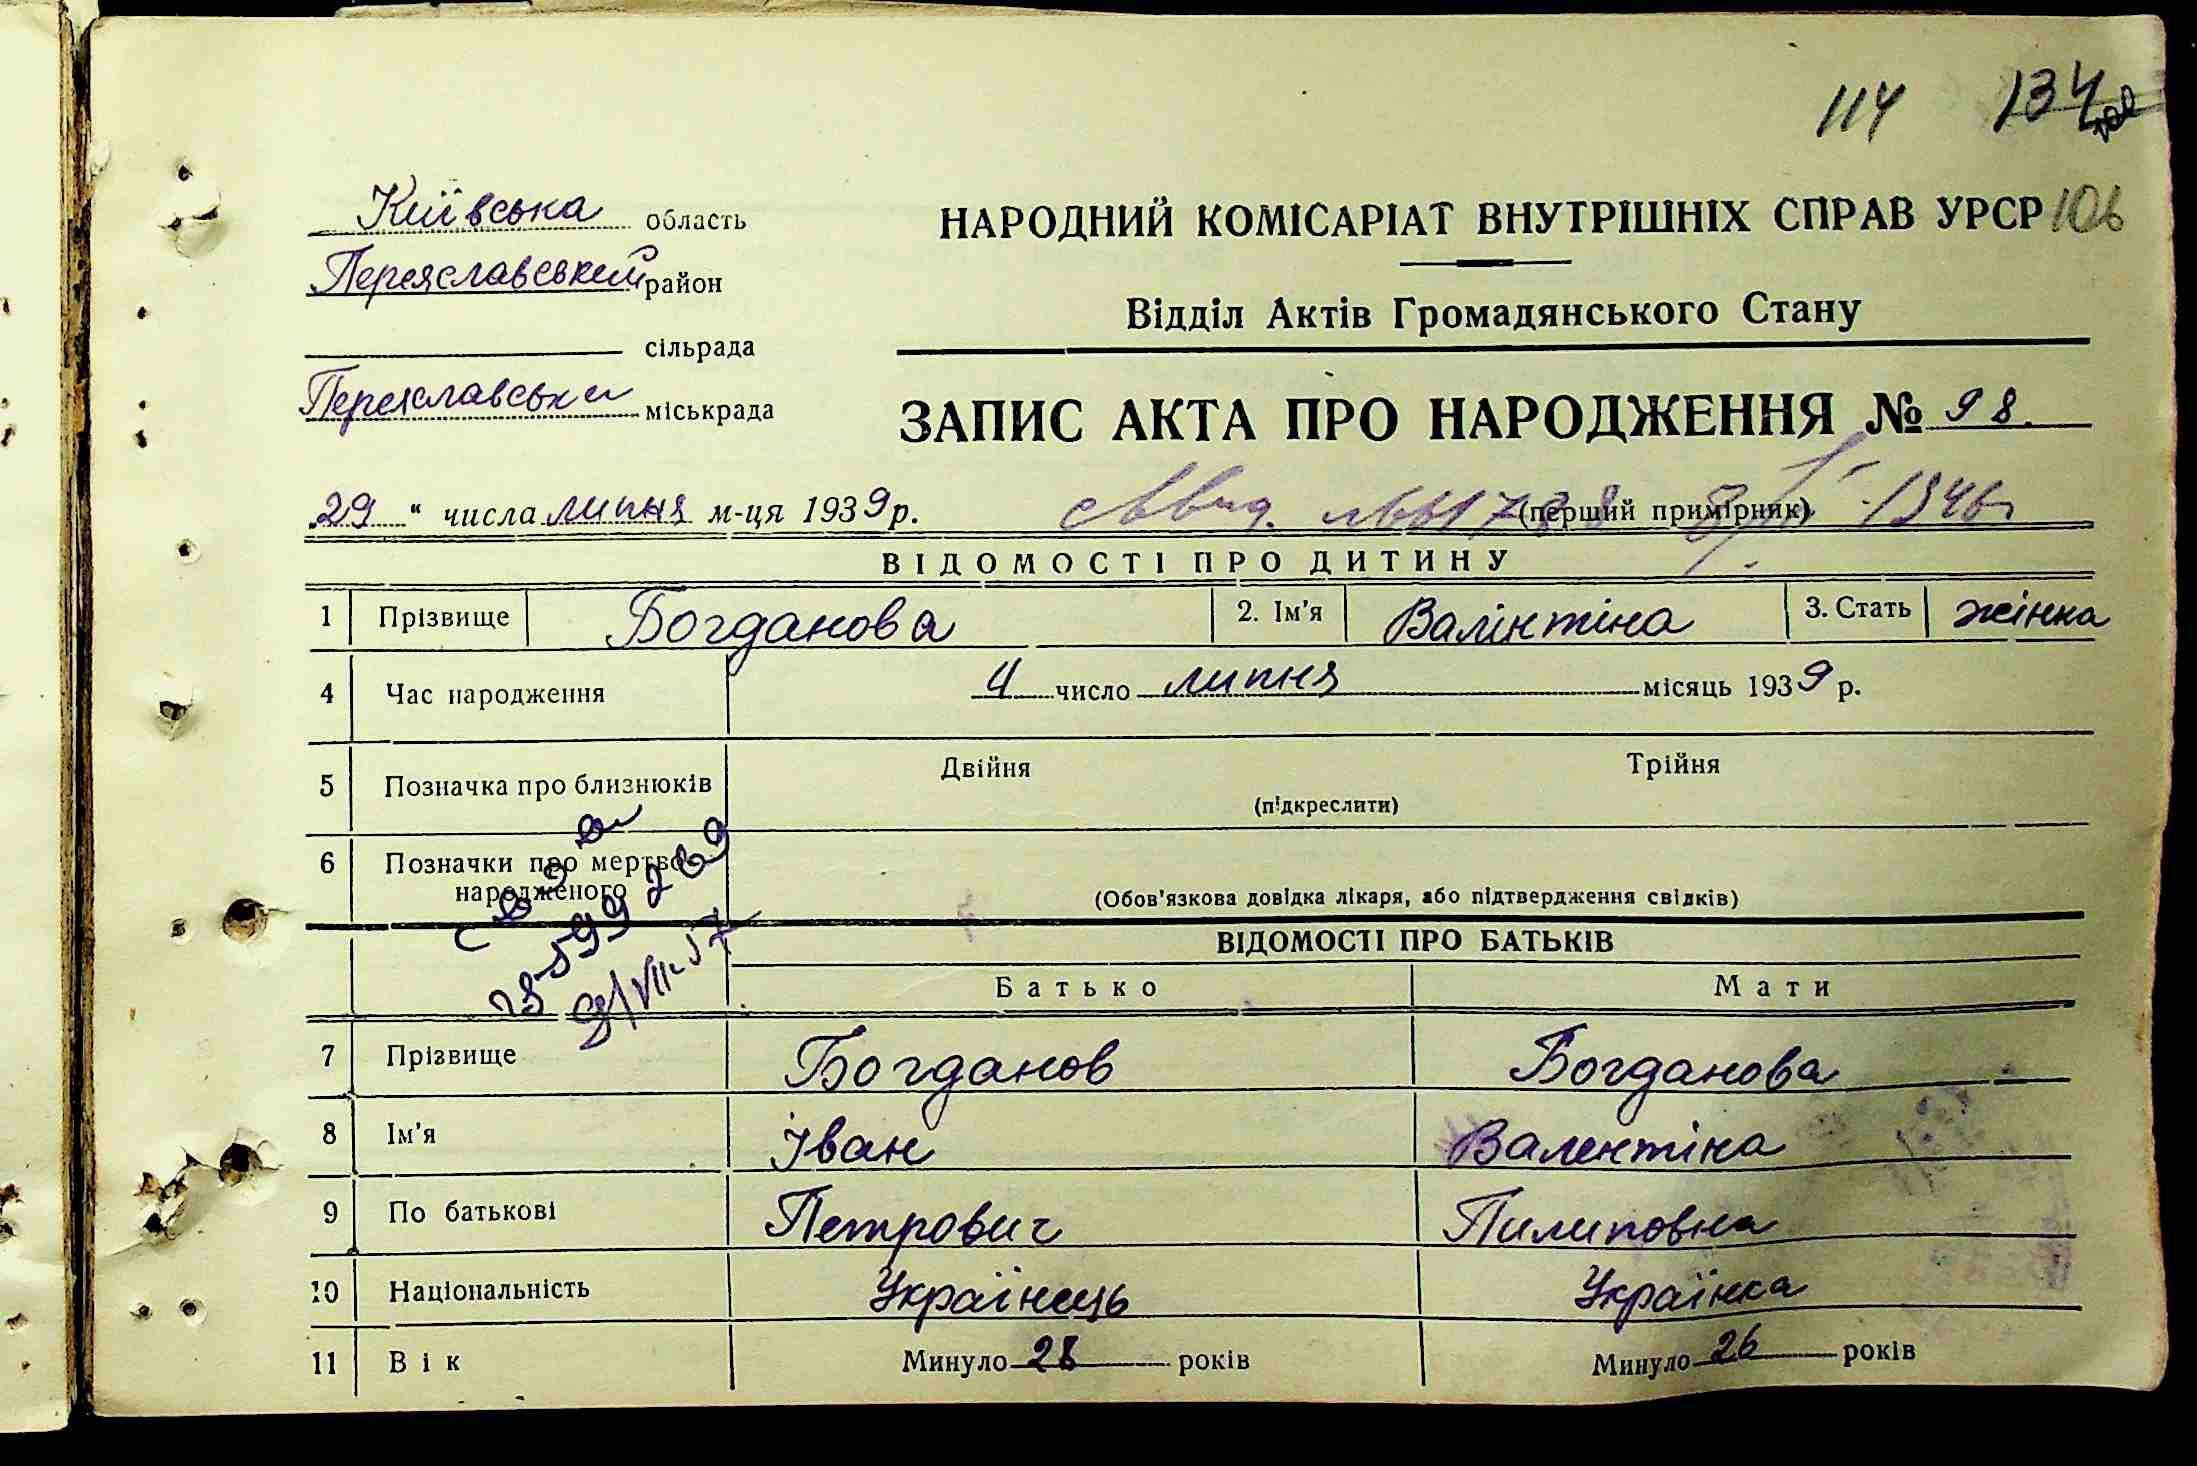 114 134
Київська область
НАРОДНИЙ КОМІСАРІАТ ВНУТРІШНІХ СПРАВ УРСР 106
Переяславський район
Відділ Актів Громадянського Стану
сільрада
Переяславська міськрада
ЗАПИС АКТА ПРО НАРОДЖЕННЯ № 98.
29 " числа липня м-ця 1939 р.
(перший примірник) 1946
ВІДОМОСТІ ПРО ДИТИНУ
1 Прізвище Богданова 2. Ім'я Валінтіна 3. Стать жінка
4 Час народження 4 число липня місяць 1939 р.
5 Позначка про близнюків Двійня Трійня
(підкреслити)
6 Позначки про мертво
народженого
(Обов'язкова довідка лікаря, або підтвердження свідків)
ВІДОМОСТІ ПРО БАТЬКІВ
Батько Мати
7 Прізвище Богданов Богданова
8 Ім'я Іван Валентіна
9 По батькові Петрович Пилиповна
10 Національність Українець Українка
11 Вік Минуло 28 років Минуло 26 років